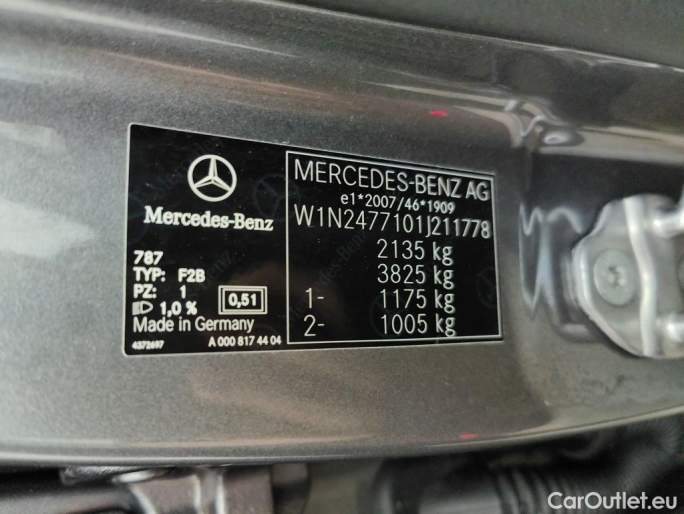 Mercedes-Benz
787
TYP: F2B
PZ: 1
1,0 %
0,51
Made in Germany
4372697
A 000 817 44 04
MERCEDES-BENZ AG
e1*2007/46*1909
W1N2477101J211778
2135 kg
3825 kg
1- 1175 kg
2- 1005 kg
CarOutlet.eu